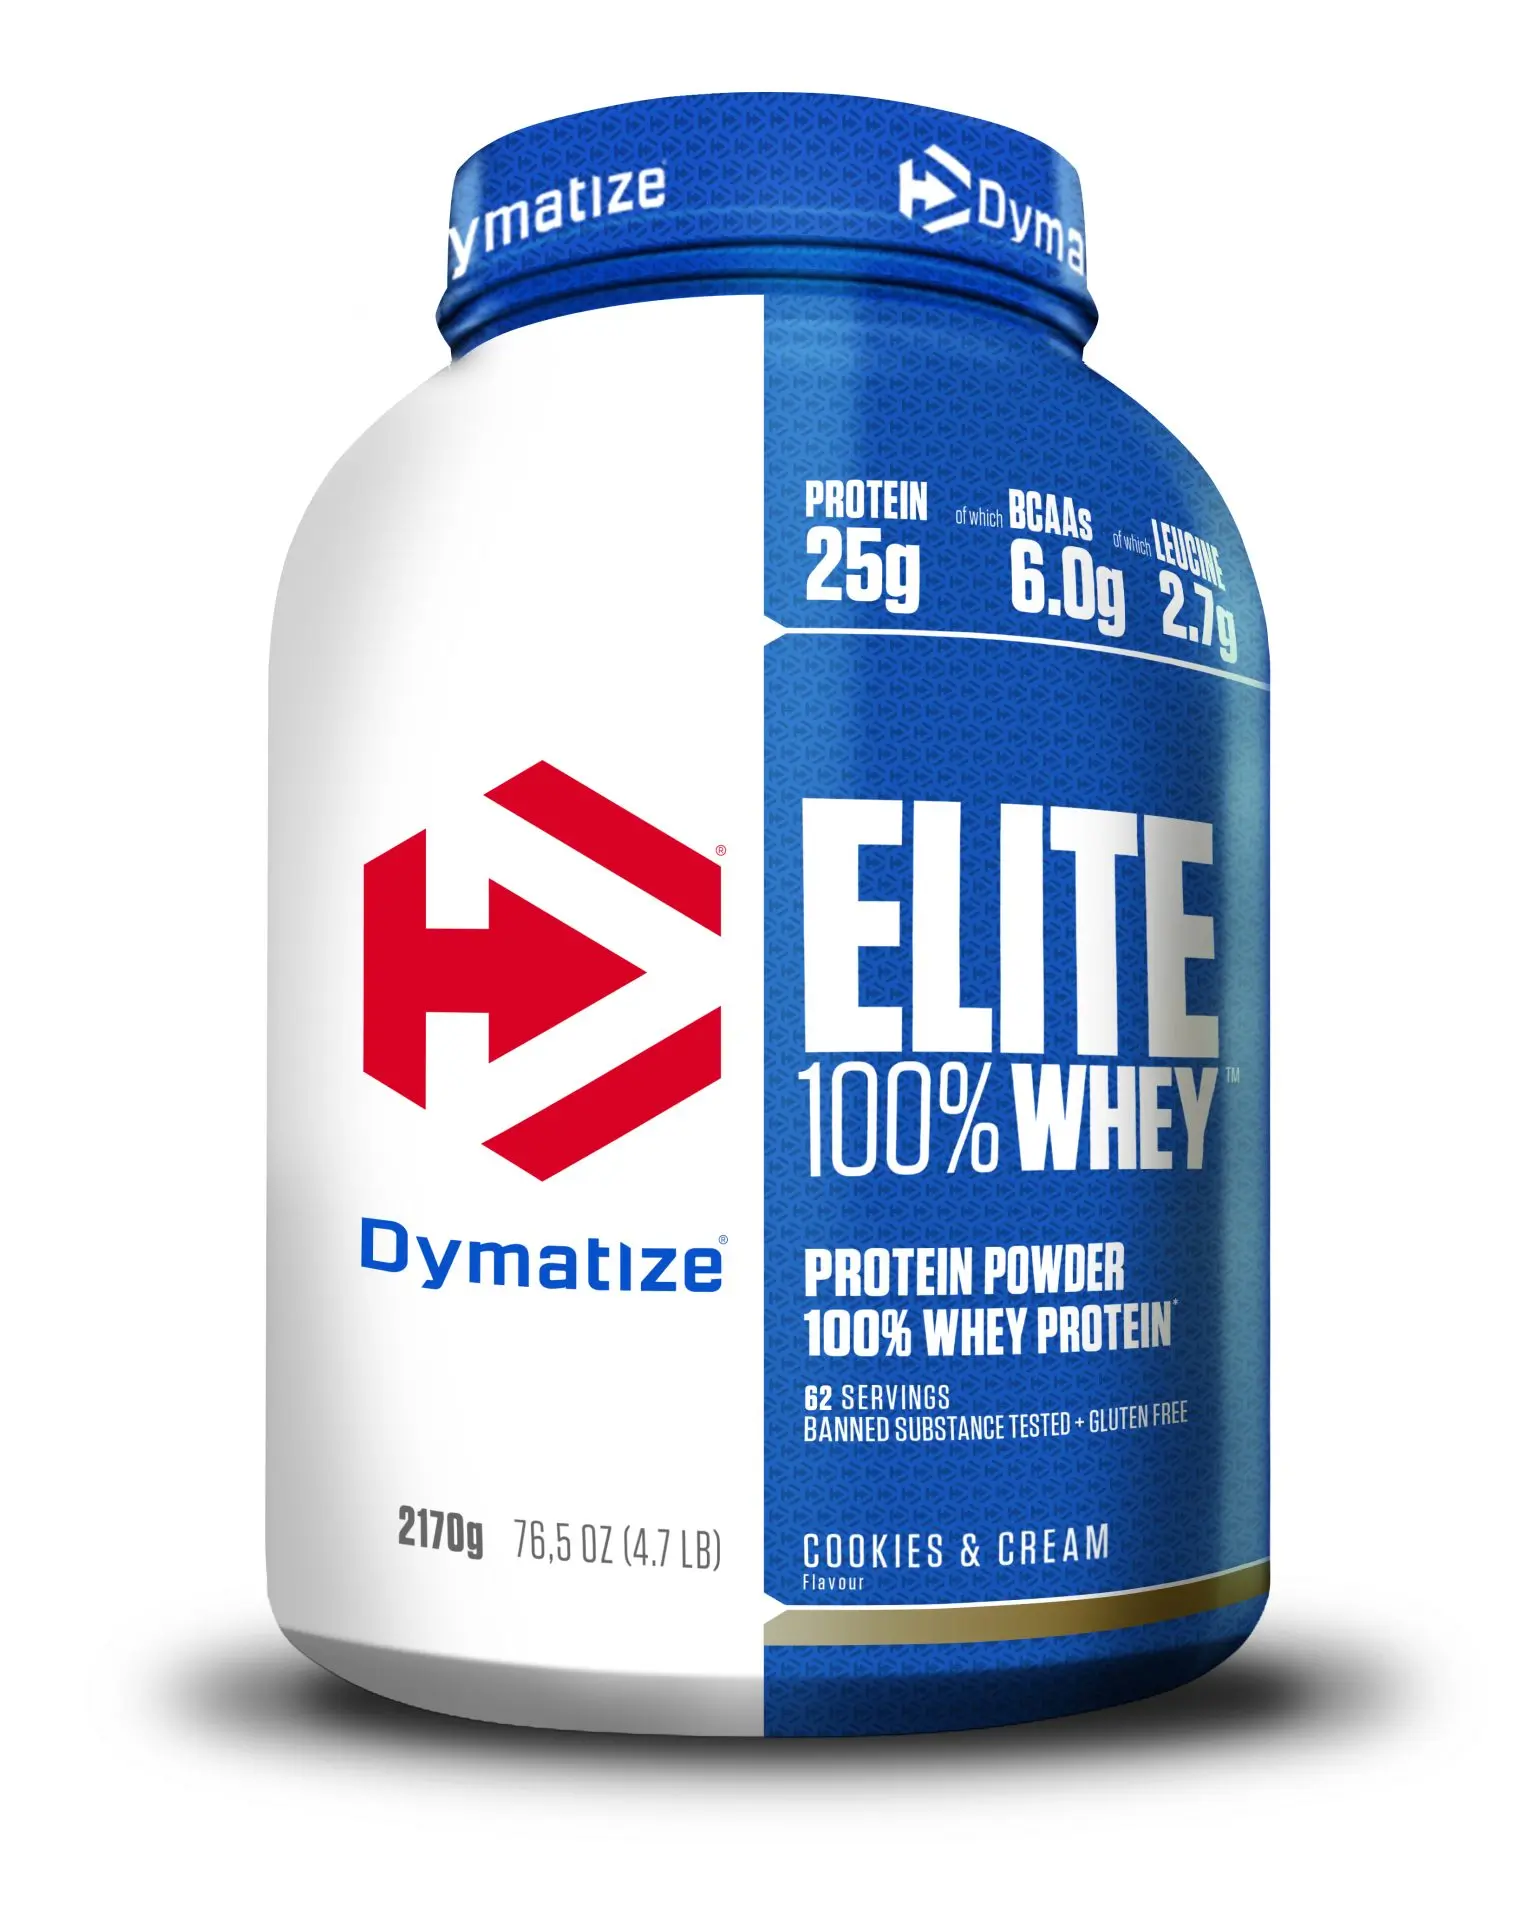 ymatize
Dyma
PROTEIN
25g
of which BCAAs
6.0g
of which LEUCINE
2.7g
ELITE
100% WHEY™
®
Dymatize®
PROTEIN POWDER
100% WHEY PROTEIN*
62 SERVINGS
BANNED SUBSTANCE TESTED + GLUTEN FREE
2170g 76,5 OZ (4.7 LB)
COOKIES & CREAM
Flavour